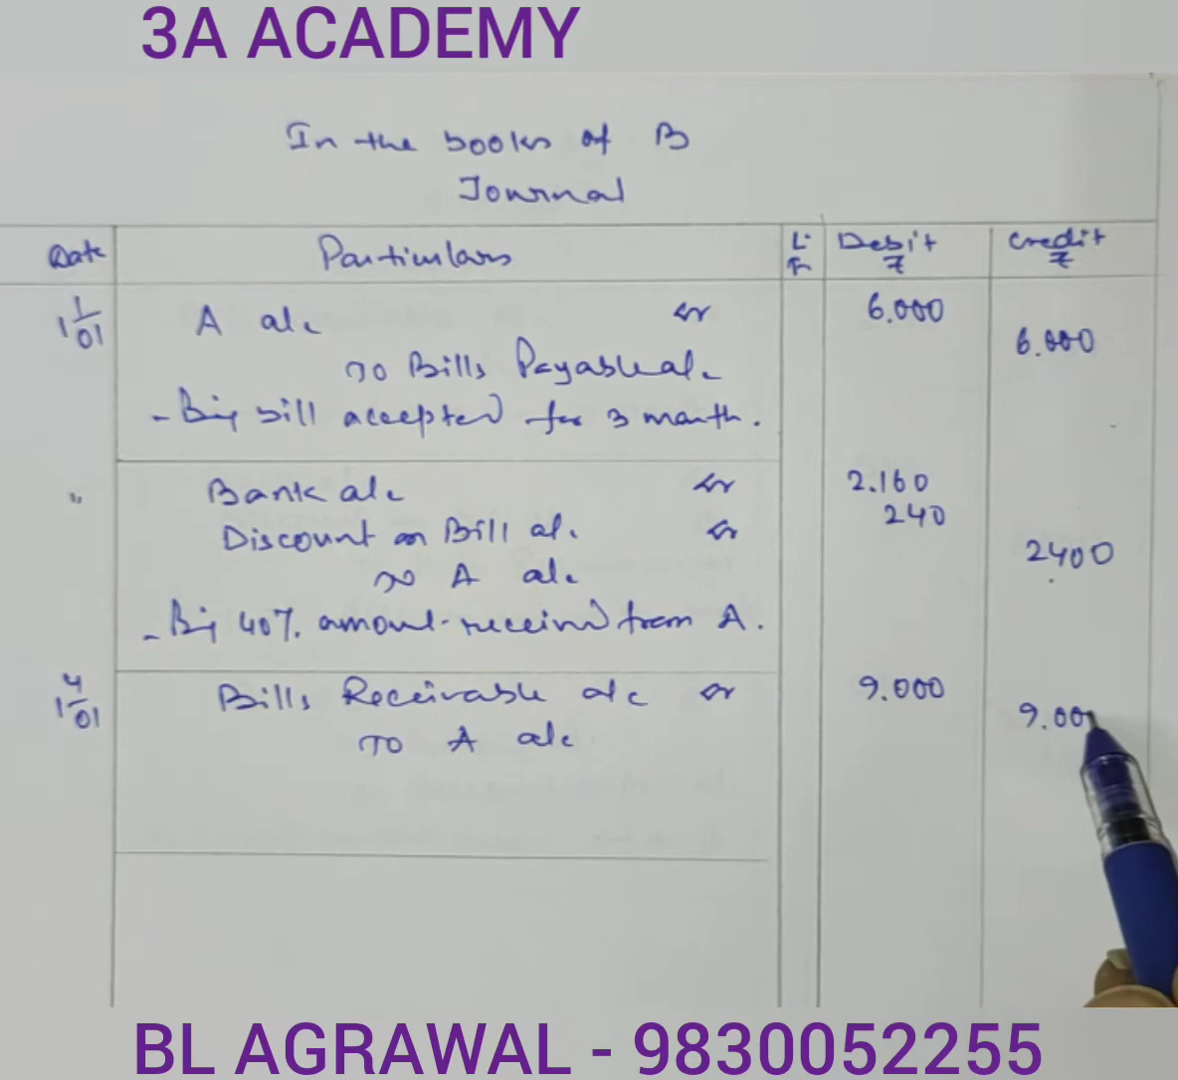 3A ACADEMY
In the books of B
Journal
Date Particulars L.F Debit ₹ Credit ₹
1/1/01 A a/c Dr 6.000
To Bills Payable a/c 6.000
- Being bill accepted for 3 month.
" Bank a/c Dr 2.160
Discount on Bill a/c Dr 240
To A a/c 2400
- Being 40% amount received from A.
1/4/01 Bills Receivable a/c Dr 9.000
To A a/c 9.000
BL AGRAWAL - 9830052255